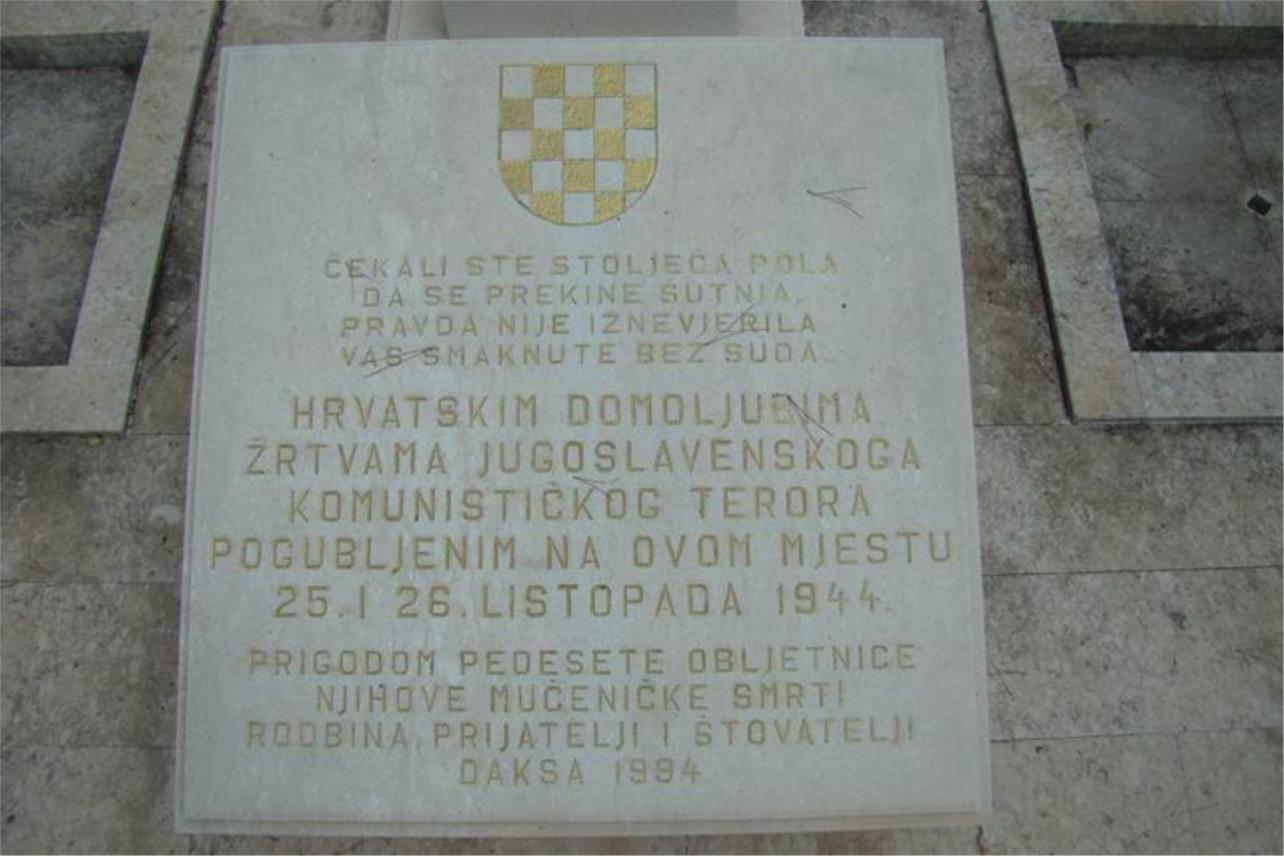 ČEKALI STE STOLJEĆA POLA
DA SE PREKINE ŠUTNJA.
PRAVDA NIJE IZNEVJERILA
VAS SMAKNUTE BEZ SUDA.
HRVATSKIM DOMOLJUBIMA
ŽRTVAMA JUGOSLAVENSKOGA
KOMUNISTIČKOG TERORA
POGUBLJENIM NA OVOM MJESTU
25. I 26. LISTOPADA 1944.
PRIGODOM PEDESETE OBLJETNICE
NJIHOVE MUČENIČKE SMRTI
RODBINA, PRIJATELJI I ŠTOVATELJI
DAKSA 1994